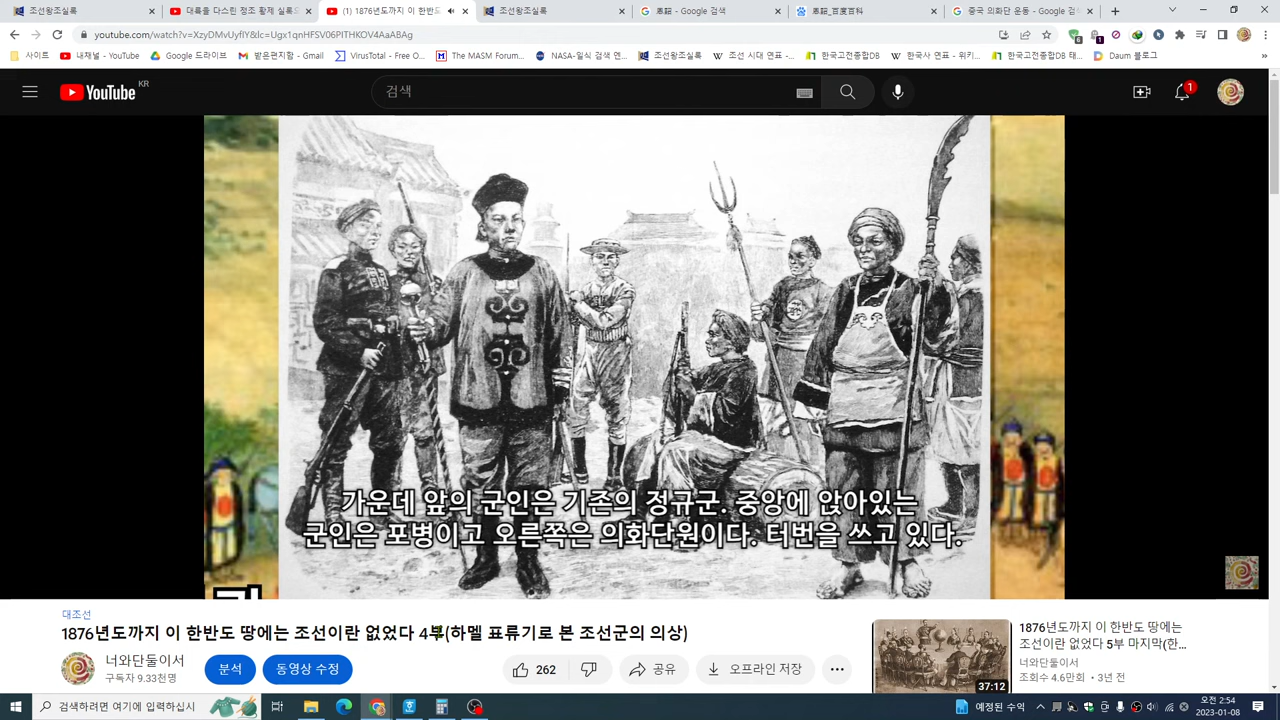 조선왕조실록
대륙을 다스린 정조 황제 실록으
(1) 1876년도까지 이 한반도
조선왕조실록
Google 검색
百度百科
중국 의화단 운동 - Google 검색
youtube.com/watch?v=XzyDMvUyflY&lc=Ugx1qnHFSV06PITHKOV4AaABAg
사이트
내채널 - YouTube
Google 드라이브
받은편지함 - Gmail
VirusTotal - Free O...
The MASM Forum...
NASA-일식 검색 엔...
조선왕조실록
조선 시대 연표 -...
한국고전종합DB
한국사 연표 - 위키...
한국고전종합DB 태...
Daum 블로그
»
YouTube KR
검색
1
가운데 앞의 군인은 기존의 정규군. 중앙에 앉아있는
군인은 포병이고 오른쪽은 의화단원이다. 터번을 쓰고 있다.
대조선
1876년도까지 이 한반도 땅에는 조선이란 없었다 4부(하멜 표류기로 본 조선군의 의상)
너와단둘이서
구독자 9.33천명
분석
동영상 수정
262
공유
오프라인 저장
1876년도까지 이 한반도 땅에는
조선이란 없었다 5부 마지막(한...
너와단둘이서
조회수 4.6만회 • 3년 전
37:12
검색하려면 여기에 입력하십시
예정된 수익
오전 2:54
2023-01-08